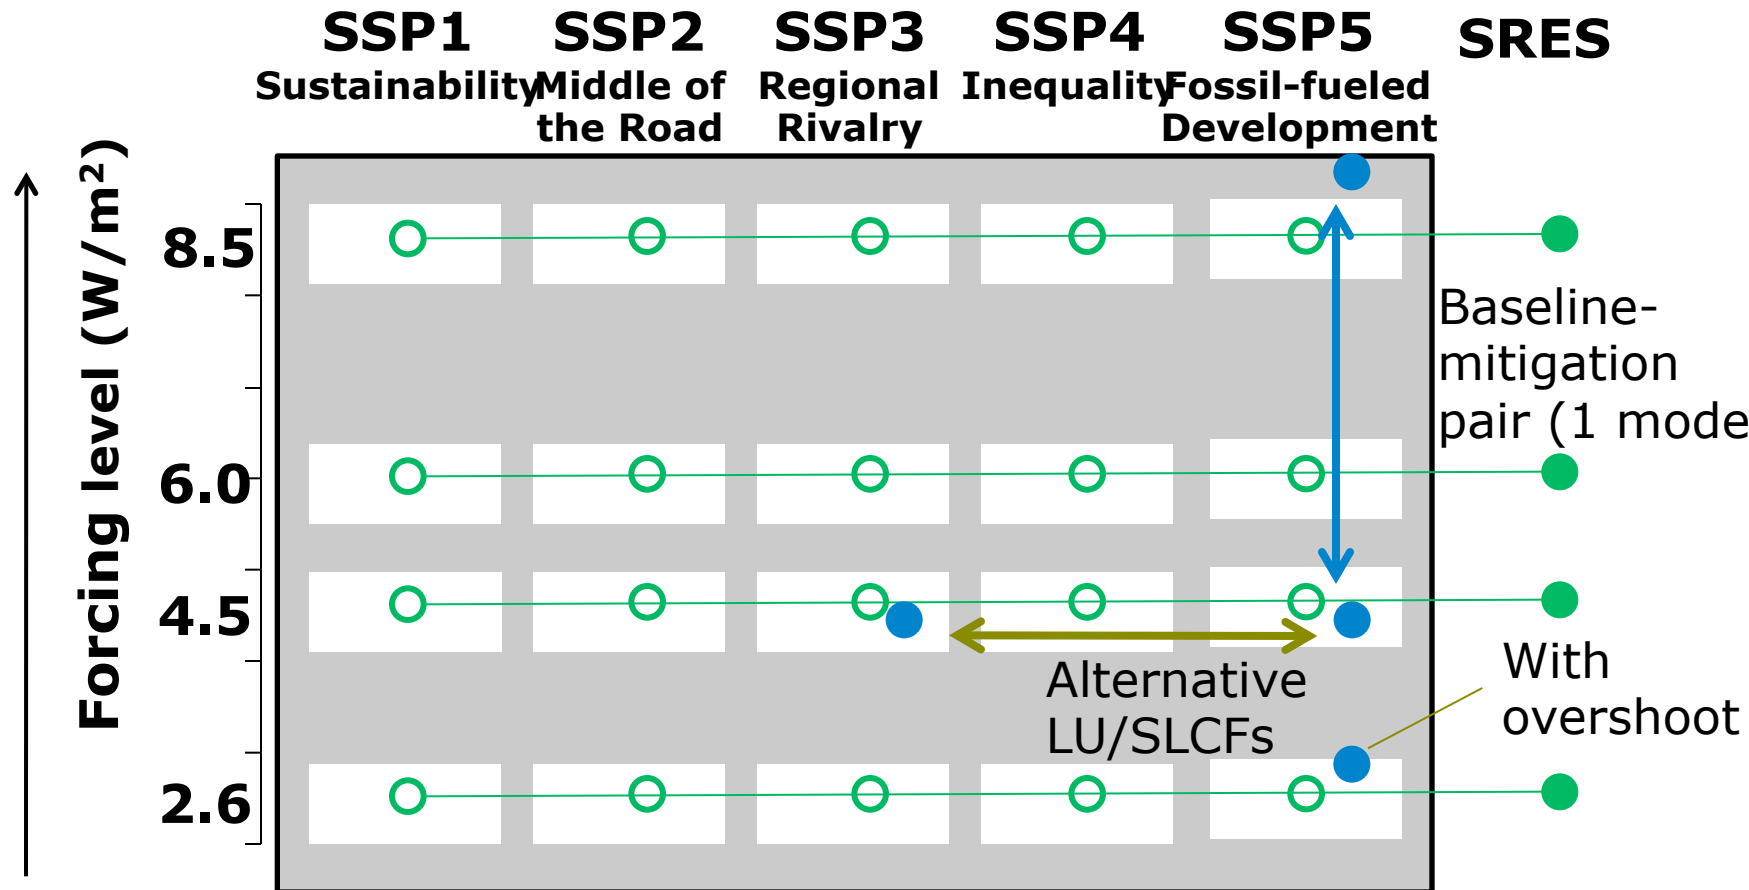 SSP1 SSP2 SSP3 SSP4 SSP5 SRES
Sustainability Middle of Regional Inequality Fossil-fueled
the Road Rivalry Development
Forcing level (W/m²)
8.5
Baseline-
mitigation
pair (1 mode
6.0
4.5
With
overshoot
Alternative
LU/SLCFs
2.6